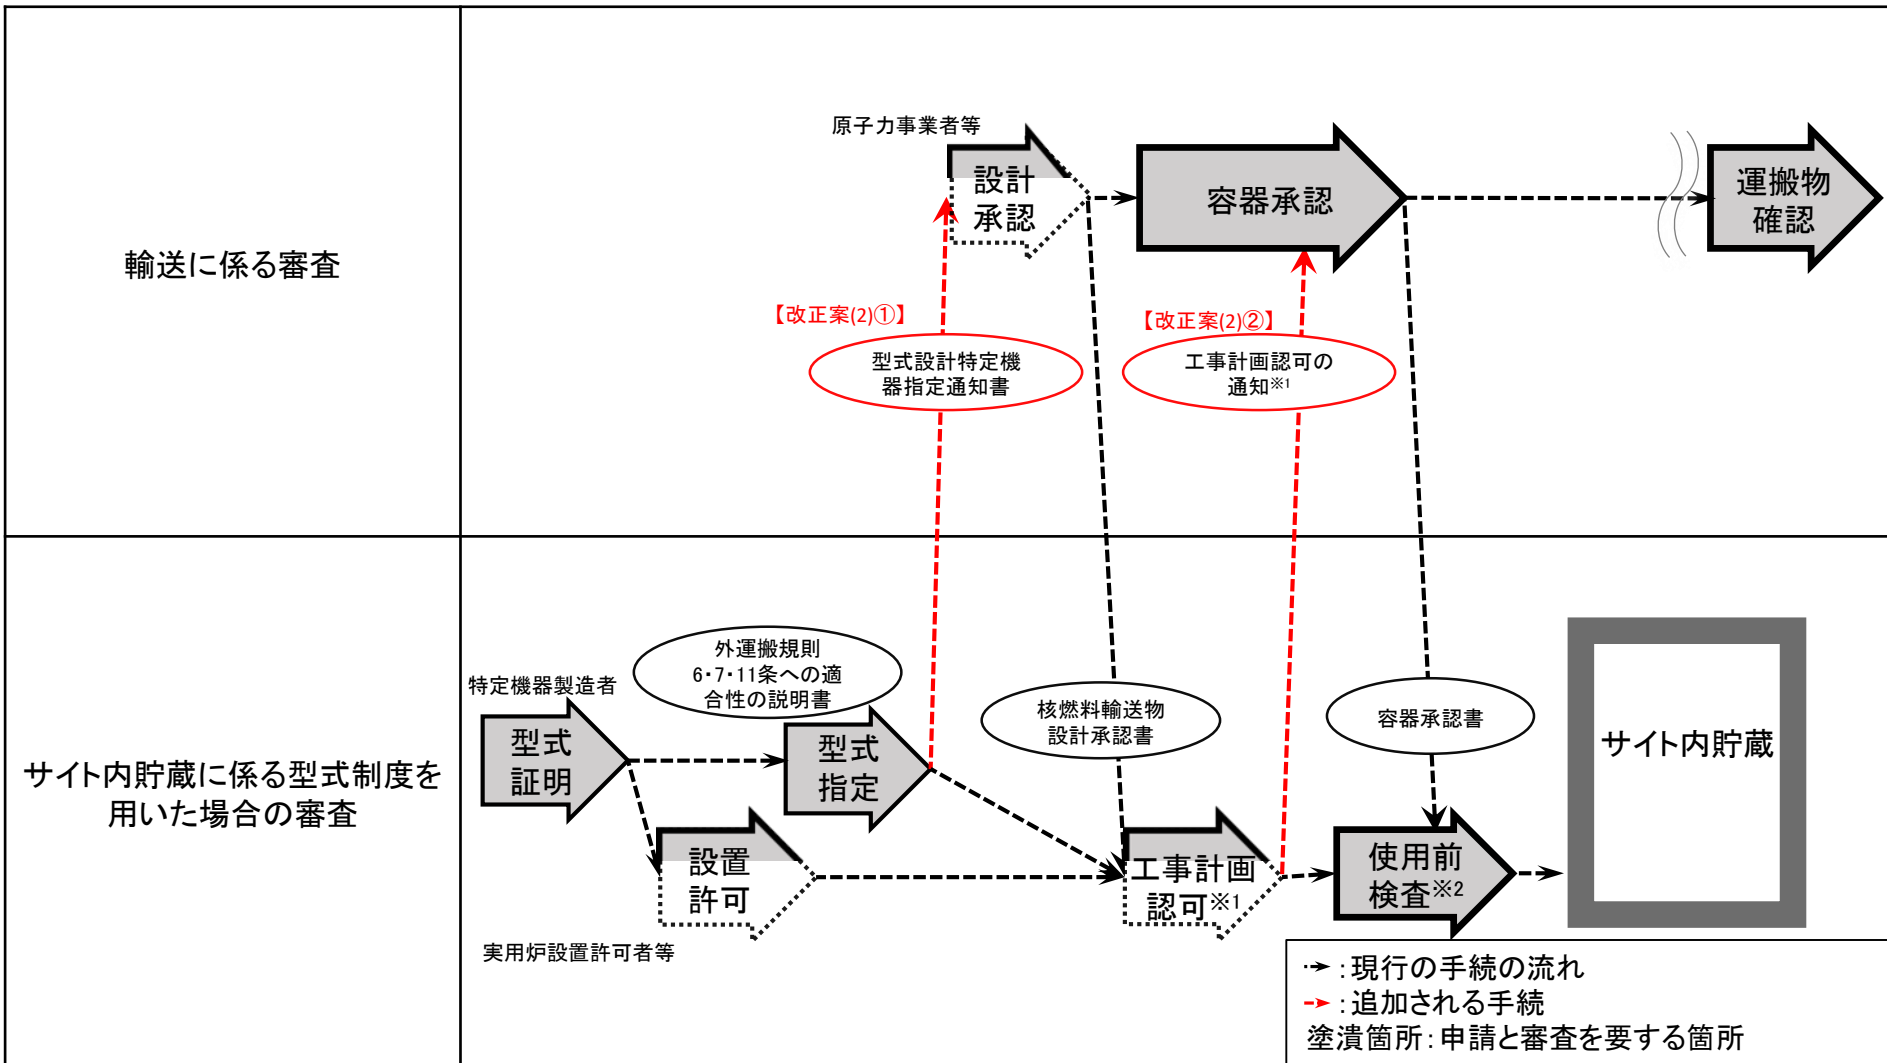 輸送に係る審査
原子力事業者等
設計
承認
容器承認
運搬物
確認
【改正案(2)①】
型式設計特定機
器指定通知書
【改正案(2)②】
工事計画認可の
通知※1
サイト内貯蔵に係る型式制度を
用いた場合の審査
特定機器製造者
型式
証明
外運搬規則
6・7・11条への適
合性の説明書
型式
指定
設置
許可
実用炉設置許可者等
核燃料輸送物
設計承認書
工事計画
認可※1
容器承認書
使用前
検査※2
サイト内貯蔵
：現行の手続の流れ
：追加される手続
塗潰箇所：申請と審査を要する箇所